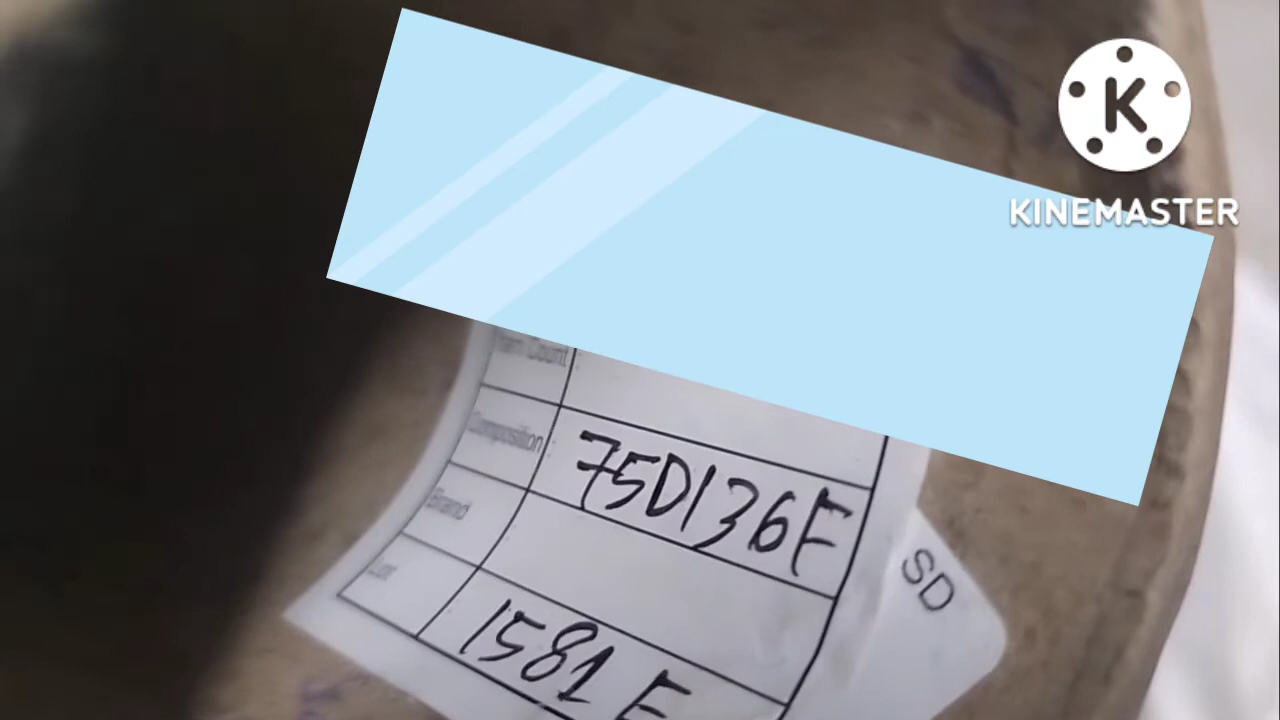 K
KINEMASTER
Yarn Count
Composition : 75D136F
Brand
Lot 1581 F
SD